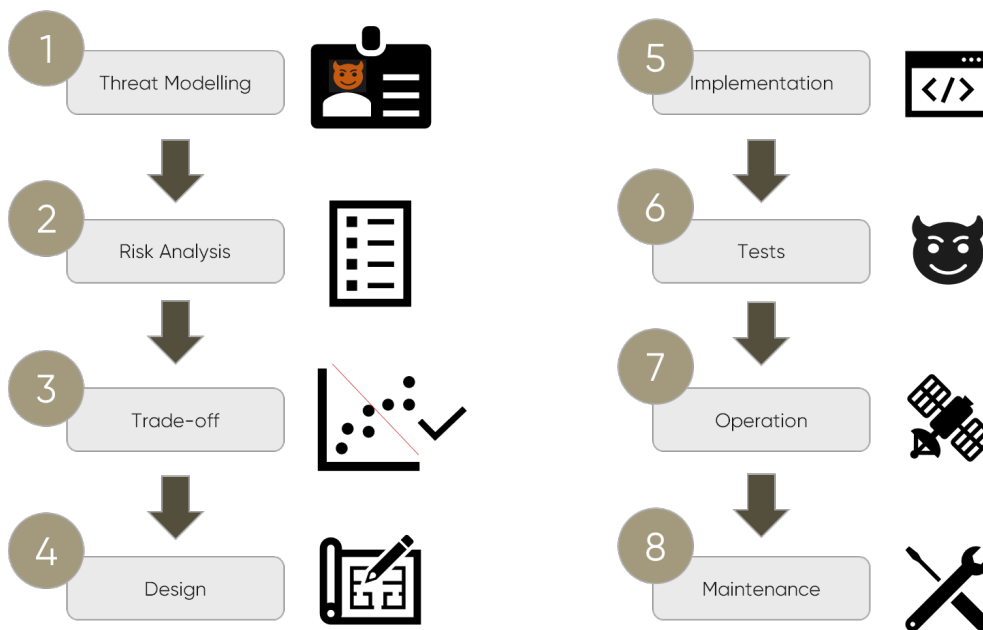 1
Threat Modelling
2
Risk Analysis
3
Trade-off
4
Design
5
Implementation
</>
6
Tests
7
Operation
8
Maintenance